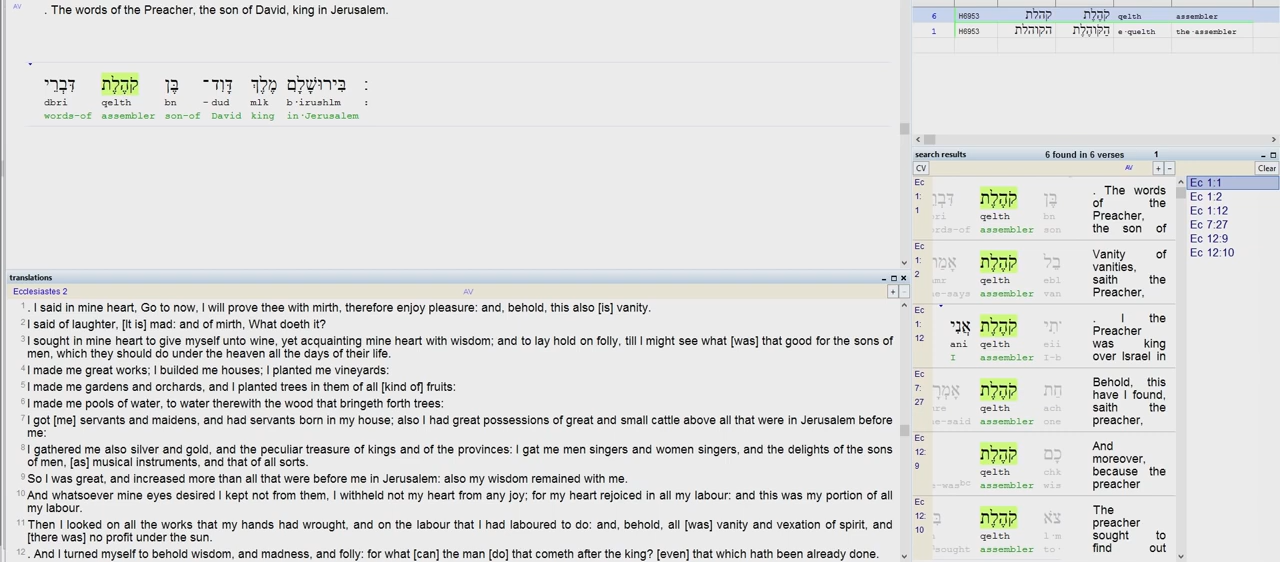 AV . The words of the Preacher, the son of David, king in Jerusalem.
דִּבְרֵי קֹהֶלֶת בֶּן דָּוִד־ מֶלֶךְ בִּירוּשָׁלִָם :
dbri qelth bn - dud mlk b·irushlm :
words-of assembler son-of David king in·Jerusalem
translations
Ecclesiastes 2 AV + -
1 . I said in mine heart, Go to now, I will prove thee with mirth, therefore enjoy pleasure: and, behold, this also [is] vanity.
2 I said of laughter, [It is] mad: and of mirth, What doeth it?
3 I sought in mine heart to give myself unto wine, yet acquainting mine heart with wisdom; and to lay hold on folly, till I might see what [was] that good for the sons of
men, which they should do under the heaven all the days of their life.
4 I made me great works; I builded me houses; I planted me vineyards:
5 I made me gardens and orchards, and I planted trees in them of all [kind of] fruits:
6 I made me pools of water, to water therewith the wood that bringeth forth trees:
7 I got [me] servants and maidens, and had servants born in my house; also I had great possessions of great and small cattle above all that were in Jerusalem before
me:
8 I gathered me also silver and gold, and the peculiar treasure of kings and of the provinces: I gat me men singers and women singers, and the delights of the sons
of men, [as] musical instruments, and that of all sorts.
9 So I was great, and increased more than all that were before me in Jerusalem: also my wisdom remained with me.
10 And whatsoever mine eyes desired I kept not from them, I withheld not my heart from any joy; for my heart rejoiced in all my labour: and this was my portion of all
my labour.
11 Then I looked on all the works that my hands had wrought, and on the labour that I had laboured to do: and, behold, all [was] vanity and vexation of spirit, and
[there was] no profit under the sun.
12 . And I turned myself to behold wisdom, and madness, and folly: for what [can] the man [do] that cometh after the king? [even] that which hath been already done.
6 H6953 קהלת קֹהֶלֶת qelth assembler
1 H6953 הקוהלת הַקּוֹהֶלֶת e·quelth the·assembler
search results 6 found in 6 verses 1
CV AV + - Clear
Ec
1:
1
קֹהֶלֶת בֶּן
qelth bn
rds-of assembler son
. The words
of the
Preacher,
the son of
Ec
1:
2
קֹהֶלֶת
qelth ebl
e-says assembler van
Vanity of
vanities,
saith the
Preacher,
Ec
1:
12
אֲנִי קֹהֶלֶת
ani qelth eii
I assembler I-b
. I the
Preacher
was king
over Israel in
Ec
7:
27
קֹהֶלֶת
qelth ach
e-said assembler one
Behold, this
have I found,
saith the
preacher,
Ec
12:
9
קֹהֶלֶת
qelth chk
assembler wis
And
moreover,
because the
preacher
Ec
12:
10
קֹהֶלֶת
qelth
sought assembler to·
The
preacher
sought to
find out
Ec 1:1
Ec 1:2
Ec 1:12
Ec 7:27
Ec 12:9
Ec 12:10